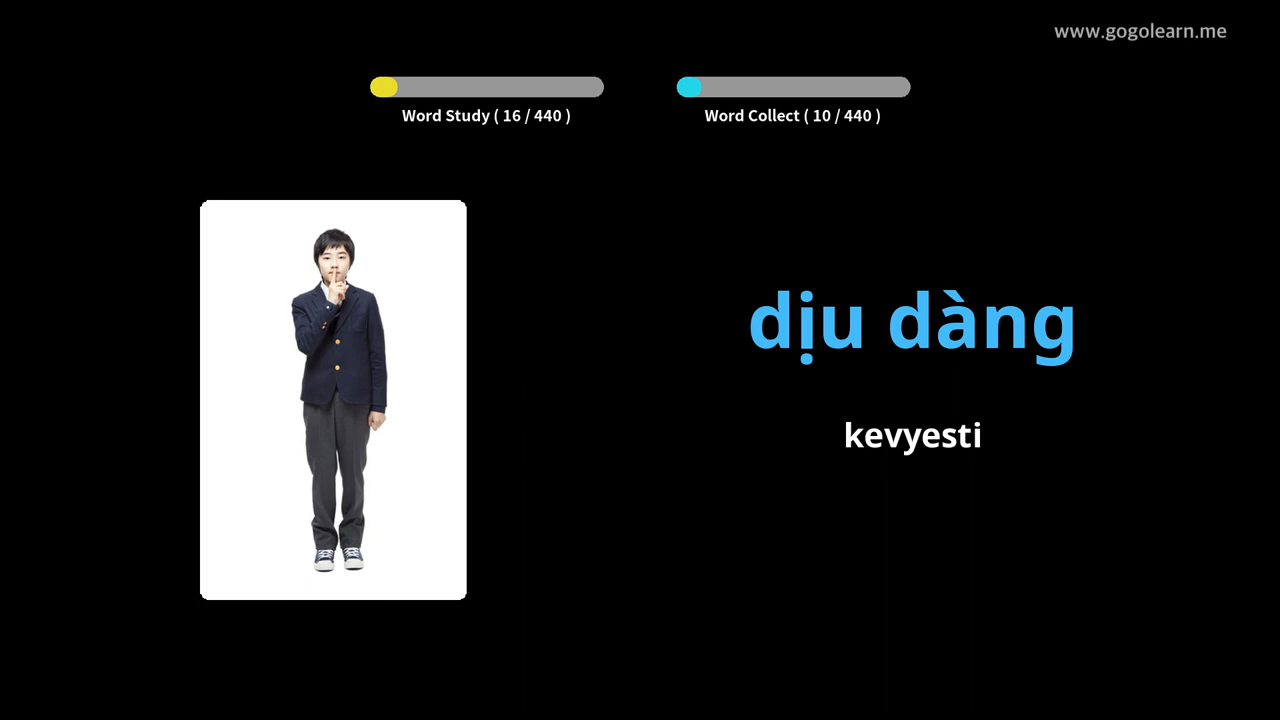 www.gogolearn.me
Word Study ( 16 / 440 )
Word Collect ( 10 / 440 )
dịu dàng
kevyesti